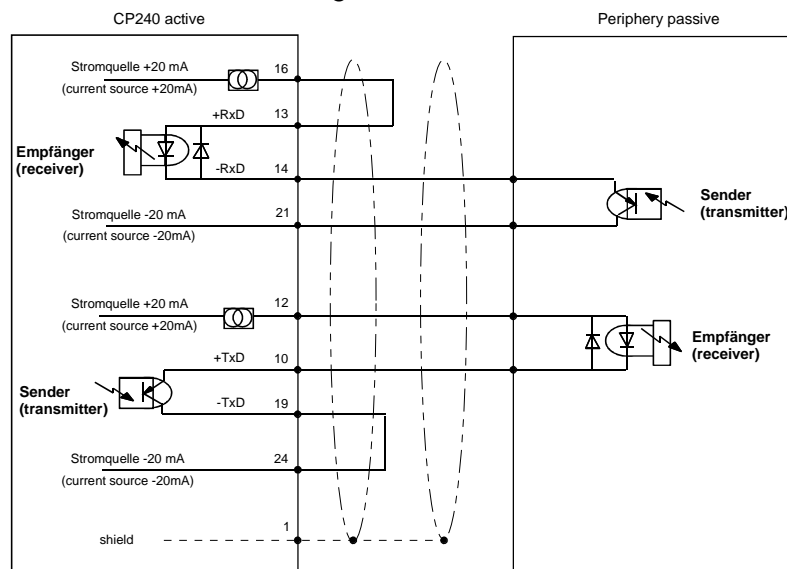 CP240 active
Periphery passive
Stromquelle +20 mA
(current source +20mA)
16
+RxD
13
Empfänger
(receiver)
-RxD
14
Sender
(transmitter)
Stromquelle -20 mA
(current source -20mA)
21
Stromquelle +20 mA
(current source +20mA)
12
Empfänger
(receiver)
+TxD
10
Sender
(transmitter)
-TxD
19
Stromquelle -20 mA
(current source -20mA)
24
shield
1